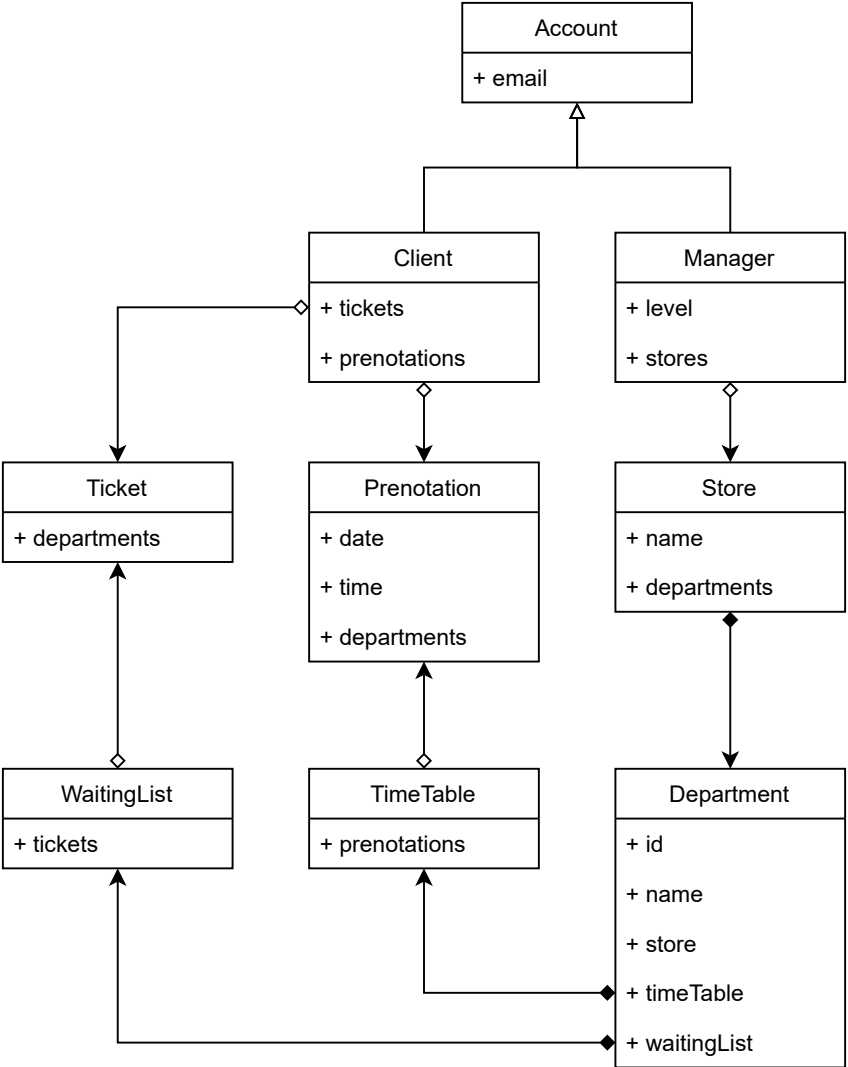 Account
+ email
Client
+ tickets
+ prenotations
Manager
+ level
+ stores
Ticket
+ departments
Prenotation
+ date
+ time
+ departments
Store
+ name
+ departments
WaitingList
+ tickets
TimeTable
+ prenotations
Department
+ id
+ name
+ store
+ timeTable
+ waitingList